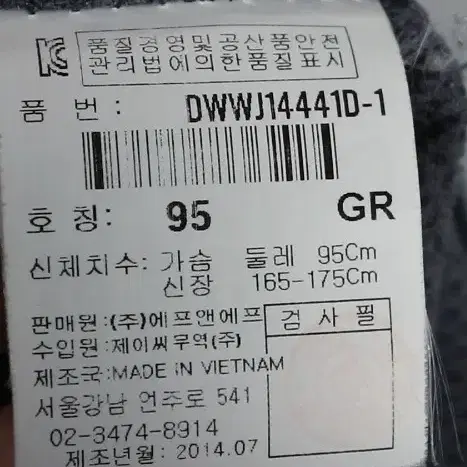 품질경영및공산품안전
관리법에의한품질표시
품 번 : DWWJ14441D-1
호칭: 95 GR
신체치수: 가슴 둘레 95Cm
신장 165-175Cm
판매원:(주)에프앤에프
검 사 필
수입원:제이씨무역(주)
제조국:MADE IN VIETNAM
서울강남 언주로 541
02-3474-8914
제조년월: 2014.07